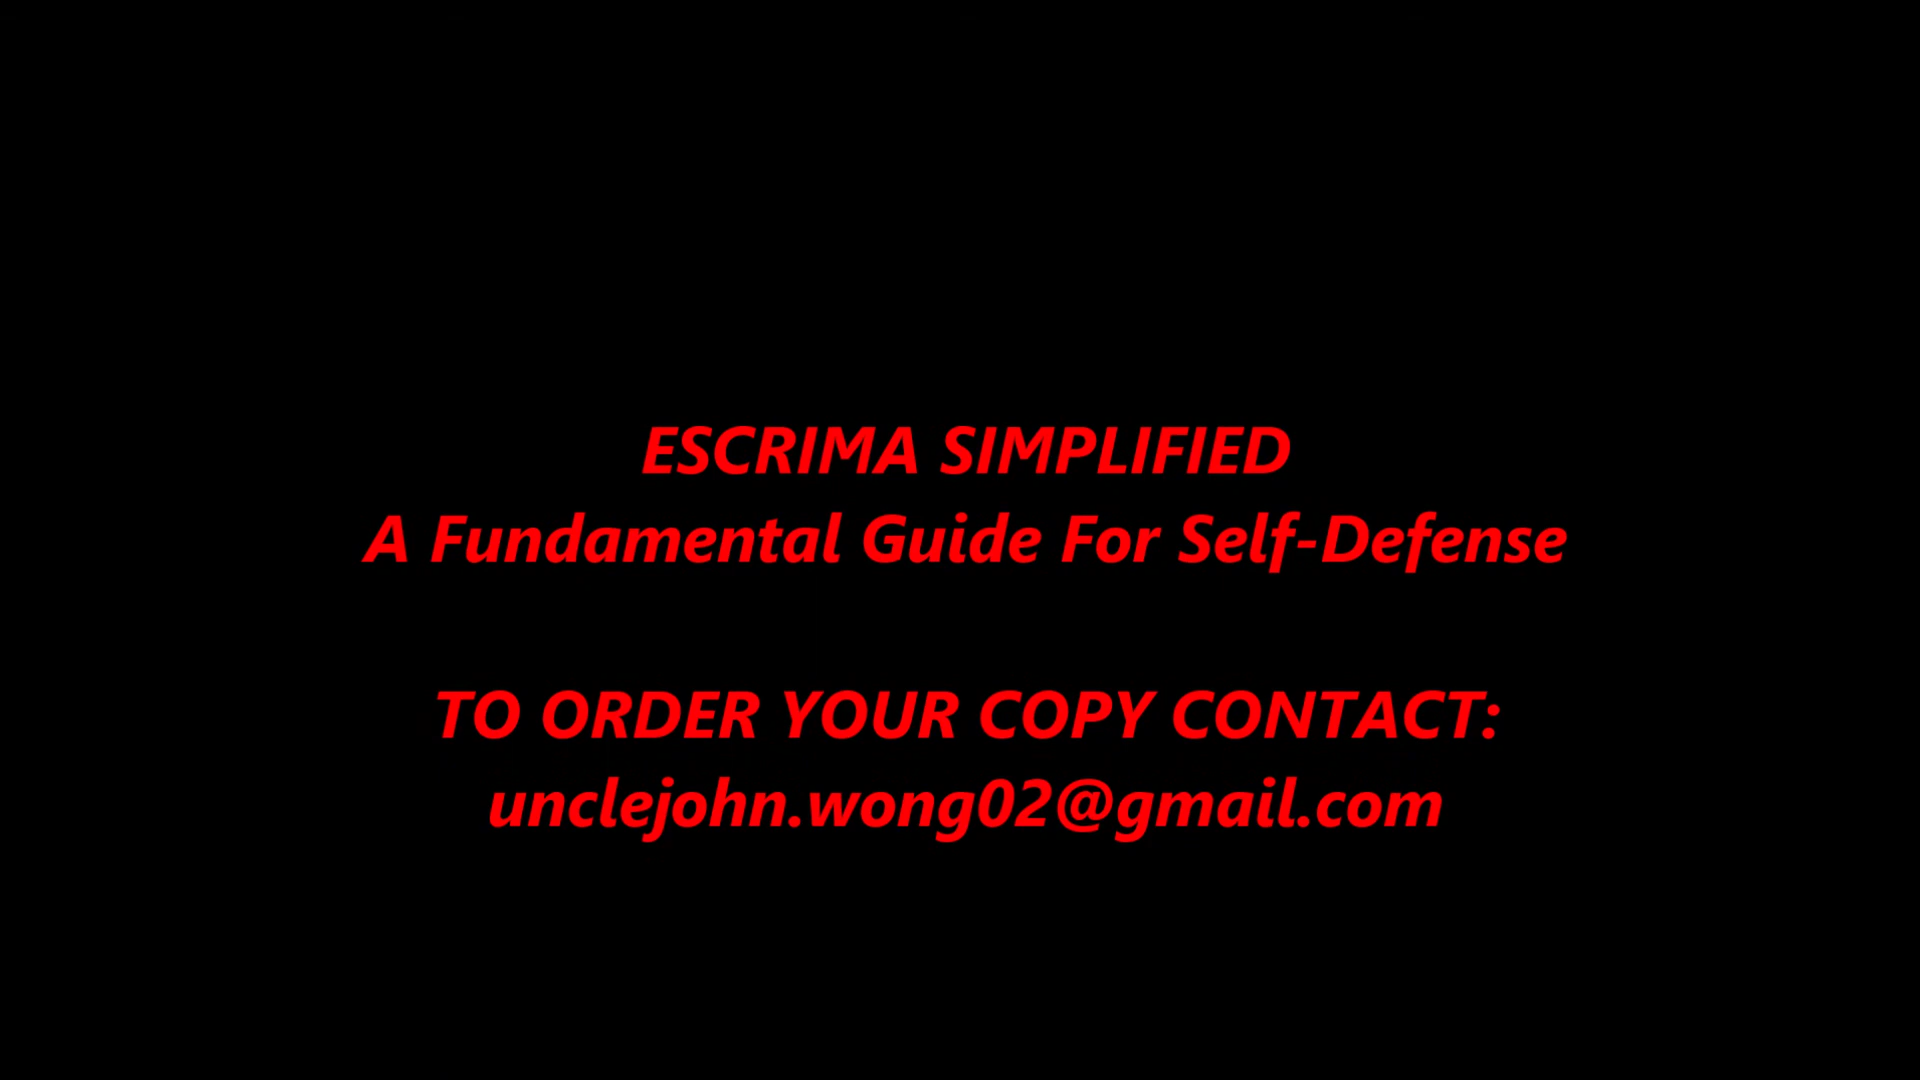 ESCRIMA SIMPLIFIED
A Fundamental Guide For Self-Defense
TO ORDER YOUR COPY CONTACT:
unclejohn.wong02@gmail.com